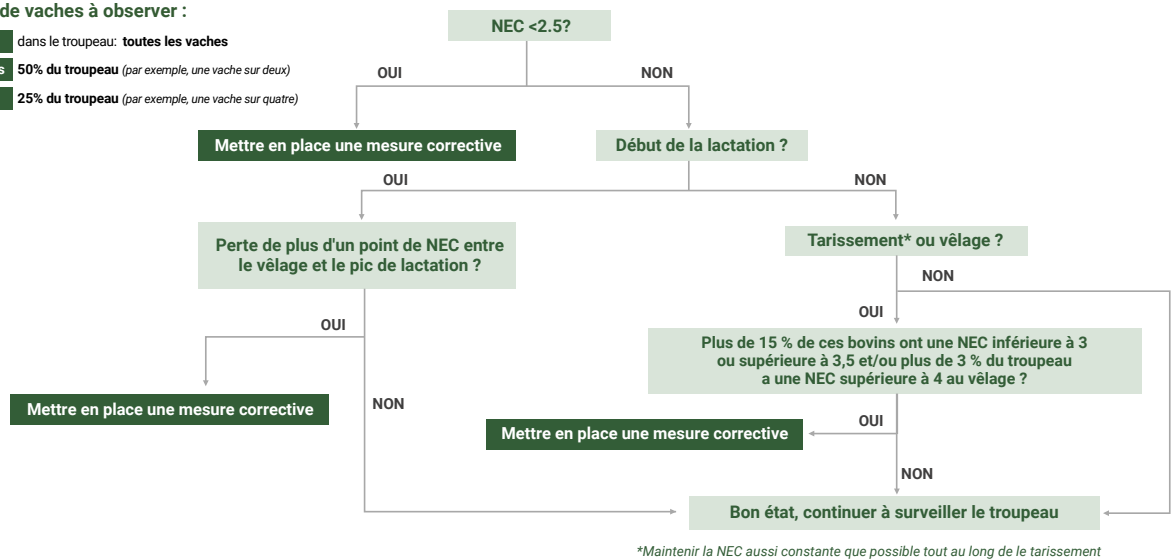 de vaches à observer :
dans le troupeau: toutes les vaches
s 50% du troupeau (par exemple, une vache sur deux)
25% du troupeau (par exemple, une vache sur quatre)
NEC <2.5?
OUI
NON
Mettre en place une mesure corrective
Début de la lactation ?
OUI
NON
Perte de plus d'un point de NEC entre
le vêlage et le pic de lactation ?
Tarissement* ou vêlage ?
NON
OUI
OUI
Plus de 15 % de ces bovins ont une NEC inférieure à 3
ou supérieure à 3,5 et/ou plus de 3 % du troupeau
a une NEC supérieure à 4 au vêlage ?
Mettre en place une mesure corrective
NON
OUI
Mettre en place une mesure corrective
NON
Bon état, continuer à surveiller le troupeau
*Maintenir la NEC aussi constante que possible tout au long de le tarissement